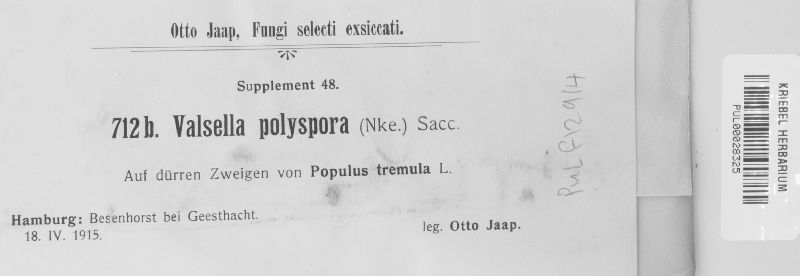 Otto Jaap, Fungi selecti exsiccati.
Supplement 48.
712b. Valsella polyspora (Nke.) Sacc.
Auf dürren Zweigen von Populus tremula L.
Hamburg: Besenhorst bei Geesthacht.
18. IV. 1915.
leg. Otto Jaap.
PUL F12914
KRIEBEL HERBARIUM
PUL00028325